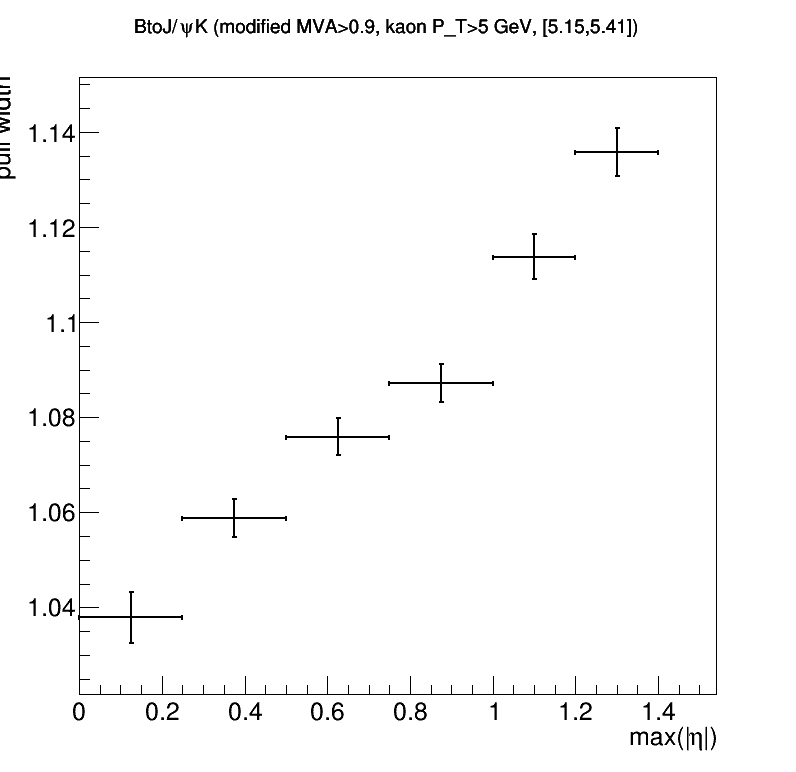 BtoJ/ψK (modified MVA>0.9, kaon P_T>5 GeV, [5.15,5.41])
pull width
1.14
1.12
1.1
1.08
1.06
1.04
0 0.2 0.4 0.6 0.8 1 1.2 1.4
max(|η|)